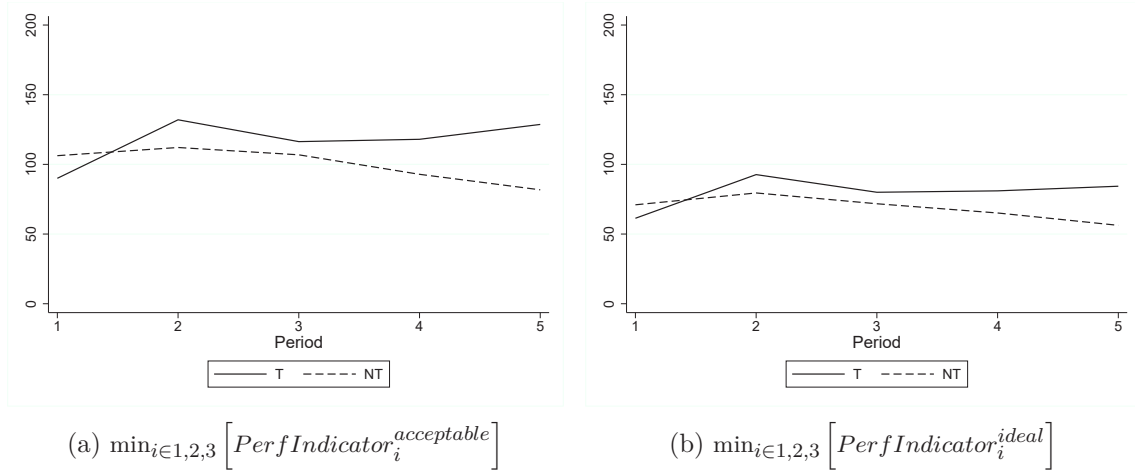 200
150
100
50
0
1 2 3 4 5
Period
T NT
(a) min_{i∈1,2,3} [PerfIndicator_i^{acceptable}]
200
150
100
50
0
1 2 3 4 5
Period
T NT
(b) min_{i∈1,2,3} [PerfIndicator_i^{ideal}]